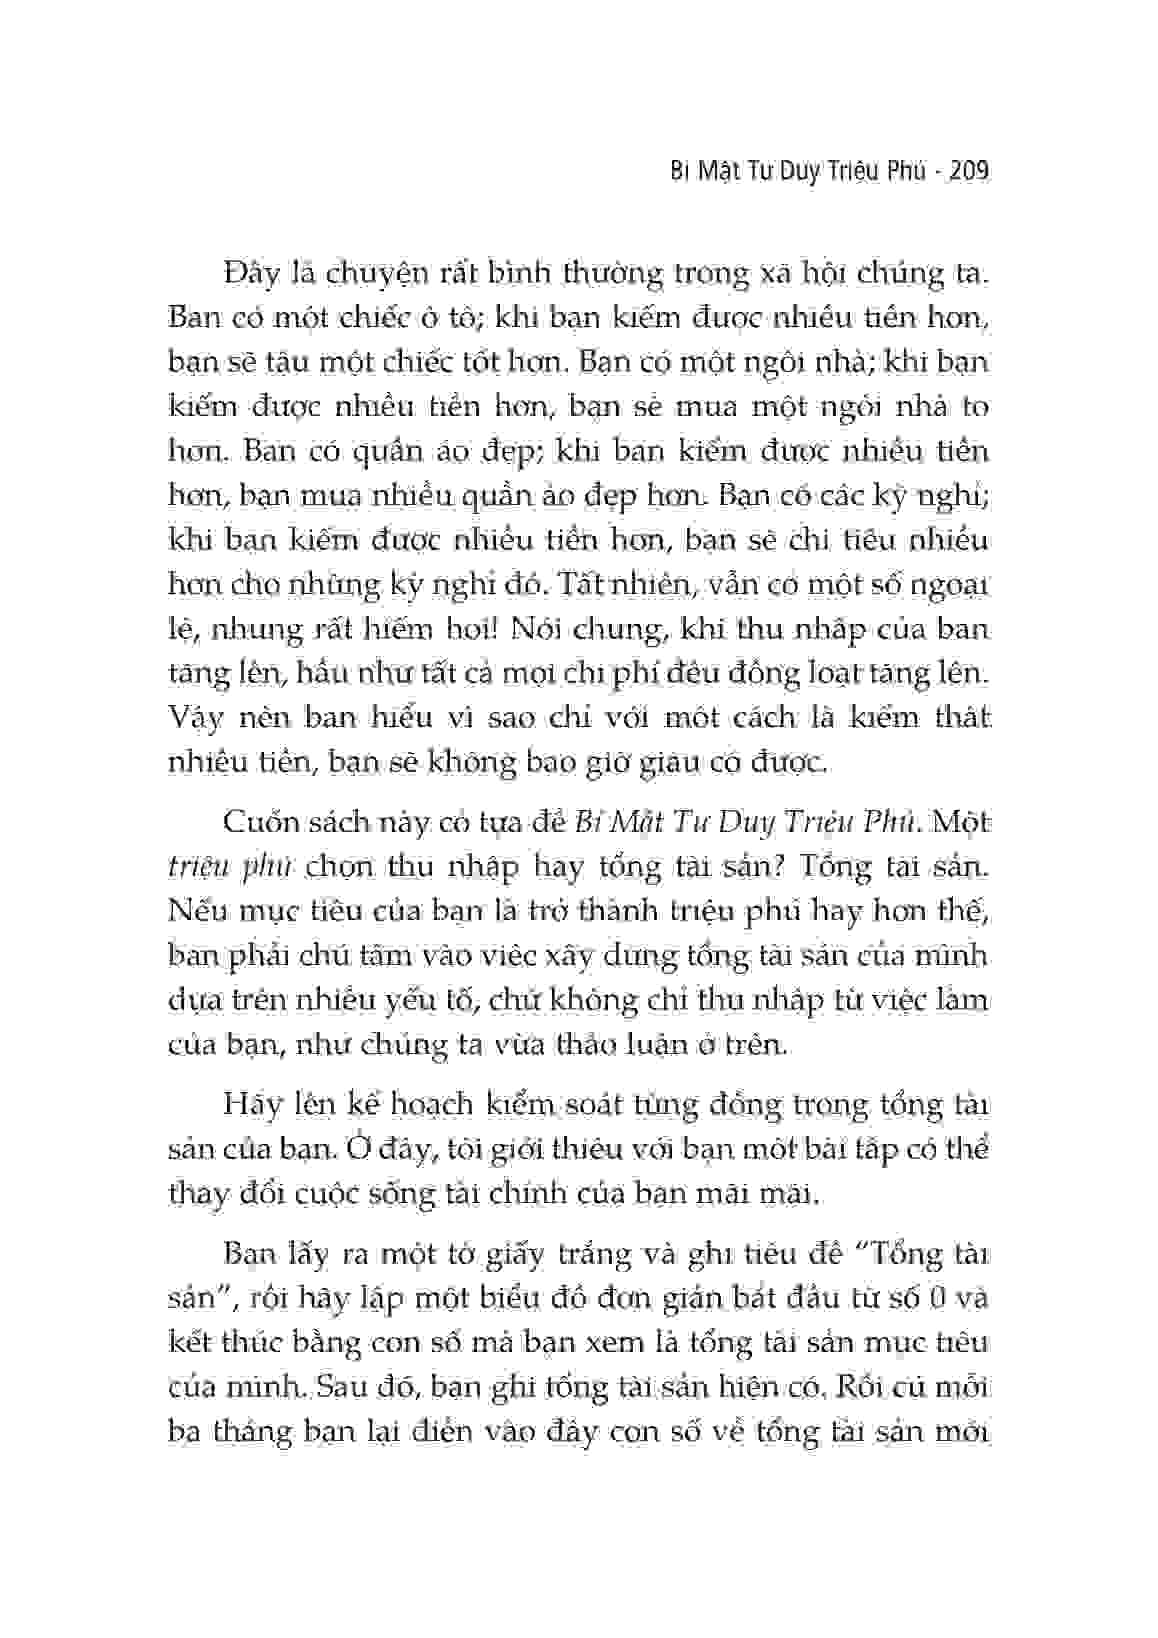 Bí Mật Tư Duy Triệu Phú - 209
Đây là chuyện rất bình thường trong xã hội chúng ta.
Bạn có một chiếc ô tô; khi bạn kiếm được nhiều tiền hơn,
bạn sẽ tậu một chiếc tốt hơn. Bạn có một ngôi nhà; khi bạn
kiếm được nhiều tiền hơn, bạn sẽ mua một ngôi nhà to
hơn. Bạn có quần áo đẹp; khi bạn kiếm được nhiều tiền
hơn, bạn mua nhiều quần áo đẹp hơn. Bạn có các kỳ nghỉ;
khi bạn kiếm được nhiều tiền hơn, bạn sẽ chi tiêu nhiều
hơn cho những kỳ nghỉ đó. Tất nhiên, vẫn có một số ngoại
lệ, nhưng rất hiếm hoi! Nói chung, khi thu nhập của bạn
tăng lên, hầu như tất cả mọi chi phí đều đồng loạt tăng lên.
Vậy nên bạn hiểu vì sao chỉ với một cách là kiếm thật
nhiều tiền, bạn sẽ không bao giờ giàu có được.
Cuốn sách này có tựa đề Bí Mật Tư Duy Triệu Phú. Một
triệu phú chọn thu nhập hay tổng tài sản? Tổng tài sản.
Nếu mục tiêu của bạn là trở thành triệu phú hay hơn thế,
bạn phải chú tâm vào việc xây dựng tổng tài sản của mình
dựa trên nhiều yếu tố, chứ không chỉ thu nhập từ việc làm
của bạn, như chúng ta vừa thảo luận ở trên.
Hãy lên kế hoạch kiểm soát từng đồng trong tổng tài
sản của bạn. Ở đây, tôi giới thiệu với bạn một bài tập có thể
thay đổi cuộc sống tài chính của bạn mãi mãi.
Bạn lấy ra một tờ giấy trắng và ghi tiêu đề “Tổng tài
sản”, rồi hãy lập một biểu đồ đơn giản bắt đầu từ số 0 và
kết thúc bằng con số mà bạn xem là tổng tài sản mục tiêu
của mình. Sau đó, bạn ghi tổng tài sản hiện có. Rồi cứ mỗi
ba tháng bạn lại điền vào đây con số về tổng tài sản mới